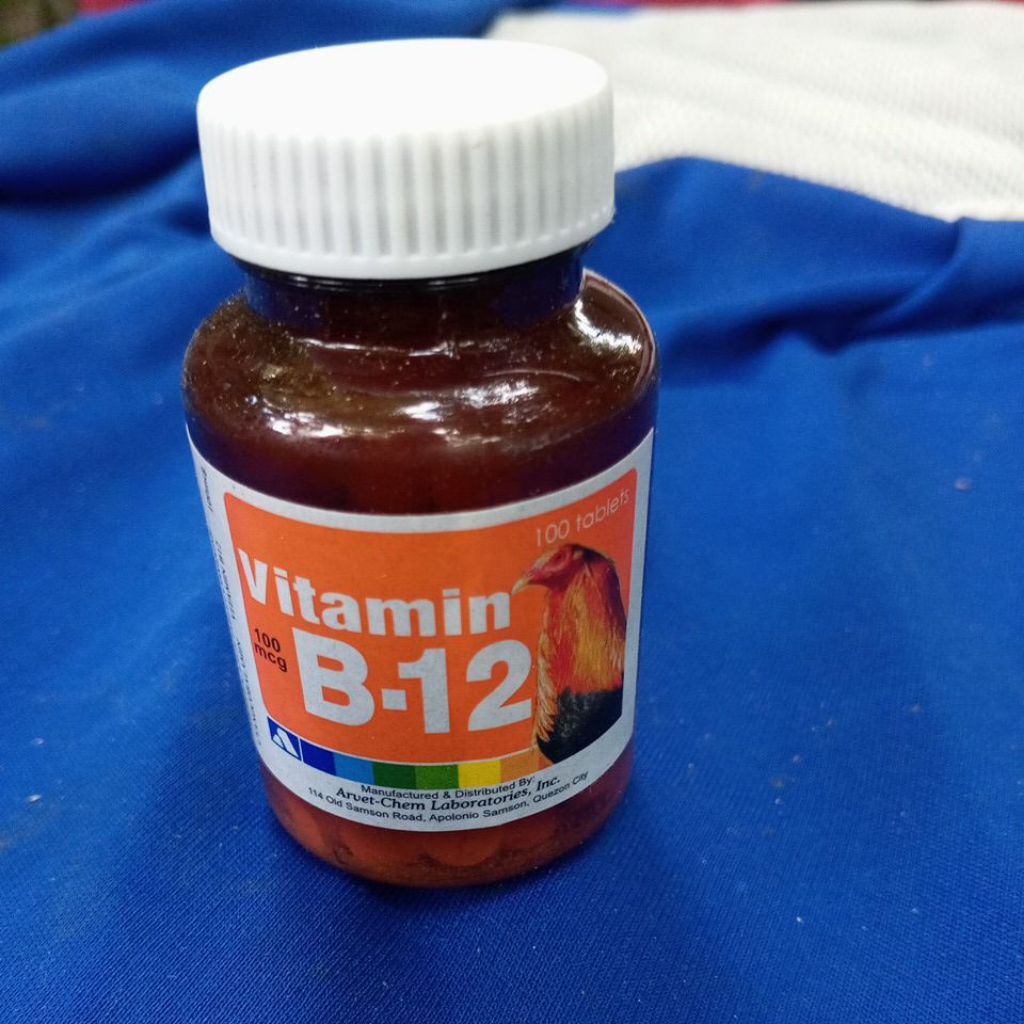 100 tablets
Vitamin
100
mcg
B-12
Manufactured & Distributed By:
Arvet-Chem Laboratories, Inc.
114 Old Samson Road, Apolonio Samson, Quezon City